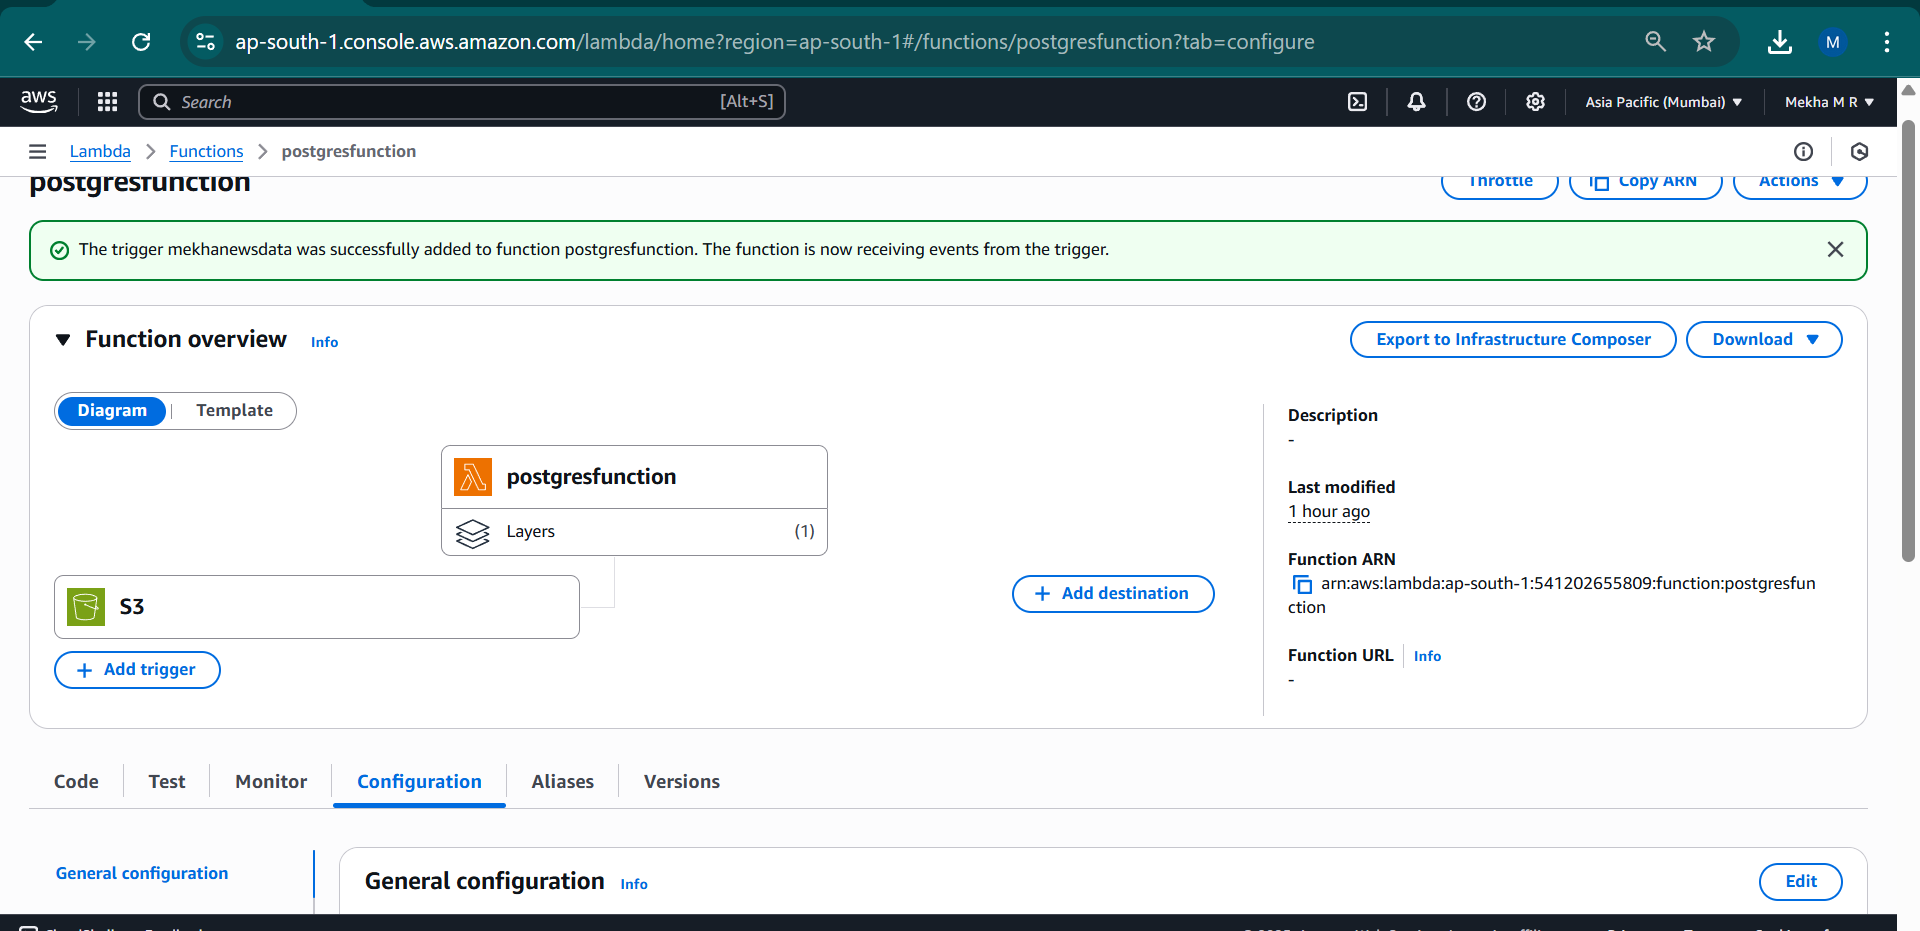 ap-south-1.console.aws.amazon.com/lambda/home?region=ap-south-1#/functions/postgresfunction?tab=configure
M
aws
Search
[Alt+S]
Asia Pacific (Mumbai)
Mekha M R
Lambda
Functions
postgresfunction
postgresfunction
Throttle
Copy ARN
Actions
The trigger mekhanewsdata was successfully added to function postgresfunction. The function is now receiving events from the trigger.
Function overview
Info
Export to Infrastructure Composer
Download
Diagram
Template
postgresfunction
Layers
(1)
S3
Add trigger
Add destination
Description
-
Last modified
1 hour ago
Function ARN
arn:aws:lambda:ap-south-1:541202655809:function:postgresfun
ction
Function URL
Info
-
Code
Test
Monitor
Configuration
Aliases
Versions
General configuration
General configuration
Info
Edit